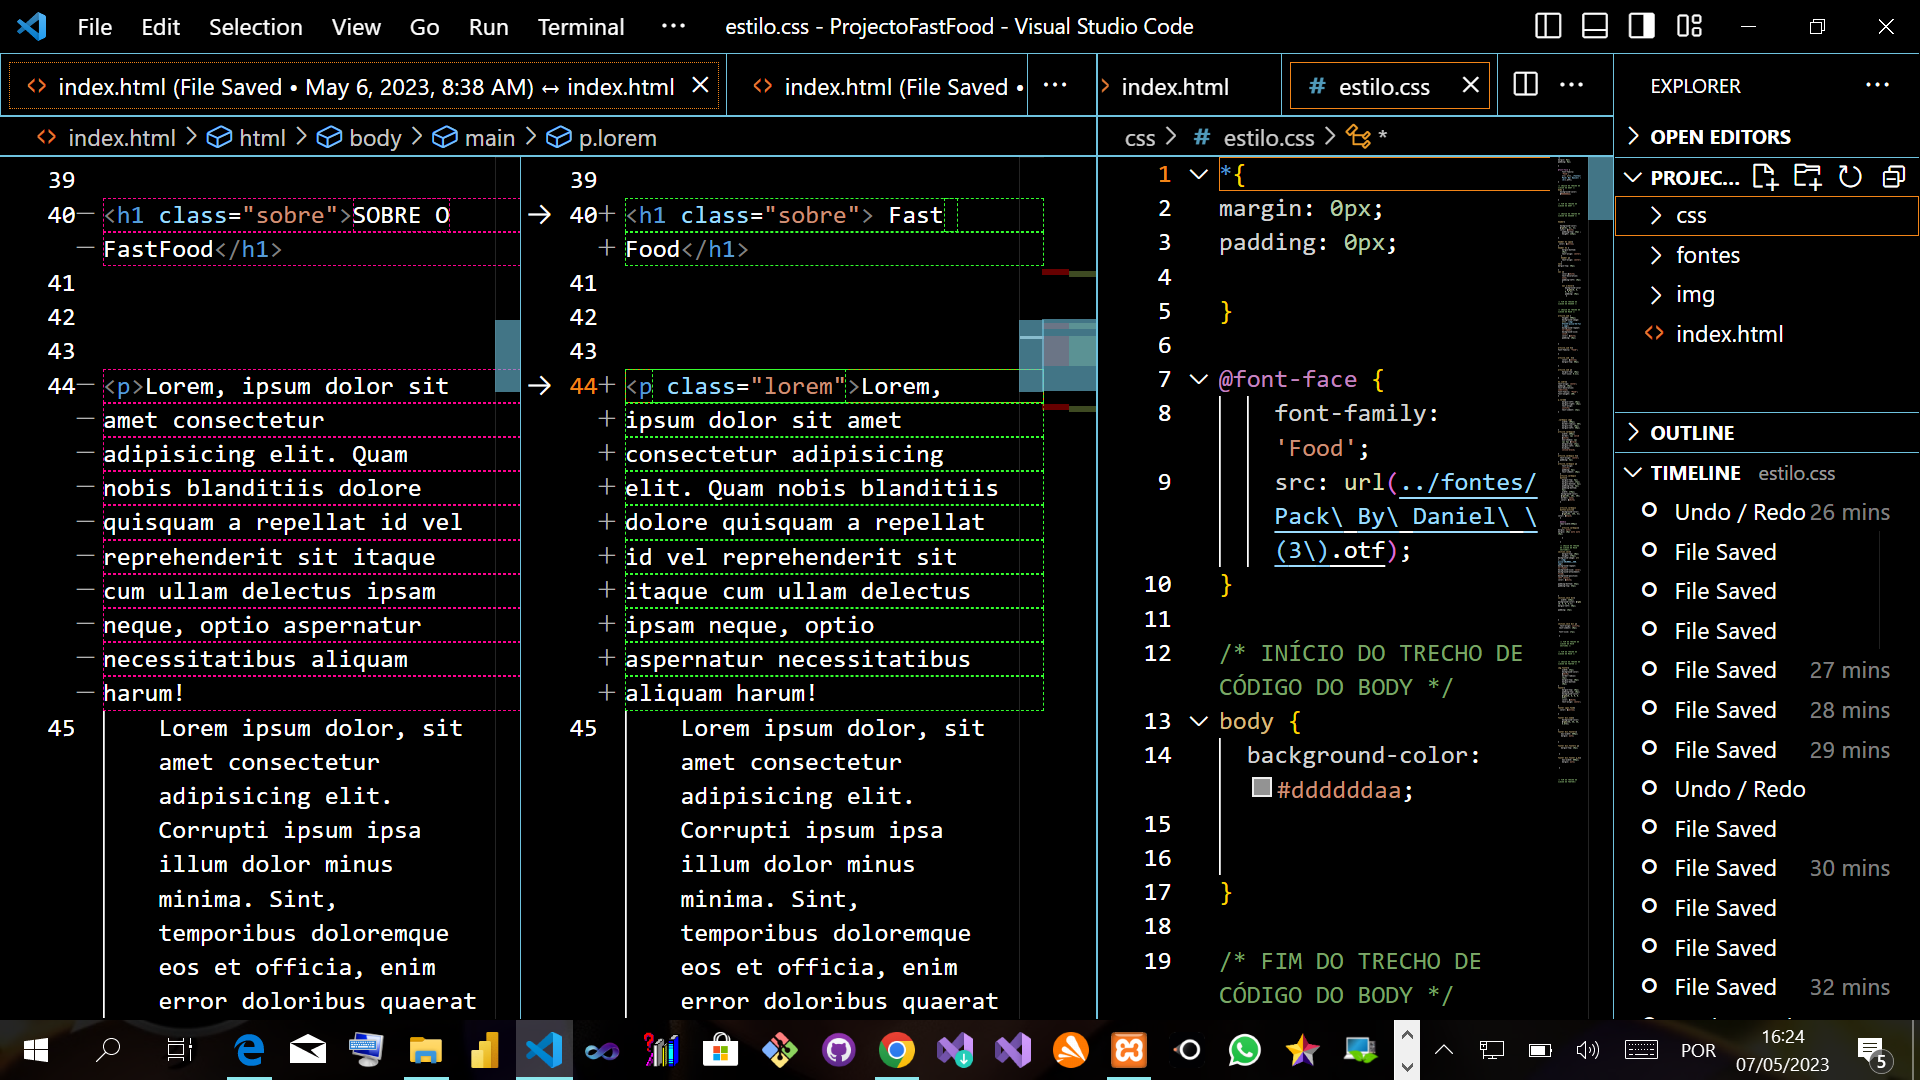 File Edit Selection View Go Run Terminal ··· estilo.css - ProjectoFastFood - Visual Studio Code
index.html (File Saved • May 6, 2023, 8:38 AM) ↔ index.html
index.html (File Saved •
index.html
# estilo.css
EXPLORER
index.html > html > body > main > p.lorem
css > # estilo.css > *
39
40 <h1 class="sobre">SOBRE O
FastFood</h1>
41
42
43
44 <p>Lorem, ipsum dolor sit
amet consectetur
adipisicing elit. Quam
nobis blanditiis dolore
quisquam a repellat id vel
reprehenderit sit itaque
cum ullam delectus ipsam
neque, optio aspernatur
necessitatibus aliquam
harum!
45 Lorem ipsum dolor, sit
amet consectetur
adipisicing elit.
Corrupti ipsum ipsa
illum dolor minus
minima. Sint,
temporibus doloremque
eos et officia, enim
error doloribus quaerat
39
40+ <h1 class="sobre"> Fast
+ Food</h1>
41
42
43
44+ <p class="lorem">Lorem,
+ ipsum dolor sit amet
+ consectetur adipisicing
+ elit. Quam nobis blanditiis
+ dolore quisquam a repellat
+ id vel reprehenderit sit
+ itaque cum ullam delectus
+ ipsam neque, optio
+ aspernatur necessitatibus
+ aliquam harum!
45 Lorem ipsum dolor, sit
amet consectetur
adipisicing elit.
Corrupti ipsum ipsa
illum dolor minus
minima. Sint,
temporibus doloremque
eos et officia, enim
error doloribus quaerat
1 *{
2 margin: 0px;
3 padding: 0px;
4
5 }
6
7 @font-face {
8 font-family:
'Food';
9 src: url(../fontes/
Pack\ By\ Daniel\ \
(3\).otf);
10 }
11
12 /* INÍCIO DO TRECHO DE
CÓDIGO DO BODY */
13 body {
14 background-color:
#ddddddaa;
15
16
17 }
18
19 /* FIM DO TRECHO DE
CÓDIGO DO BODY */
OPEN EDITORS
PROJEC...
css
fontes
img
index.html
OUTLINE
TIMELINE estilo.css
Undo / Redo 26 mins
File Saved
File Saved
File Saved
File Saved 27 mins
File Saved 28 mins
File Saved 29 mins
Undo / Redo
File Saved
File Saved 30 mins
File Saved
File Saved
File Saved 32 mins
POR
16:24
07/05/2023
5